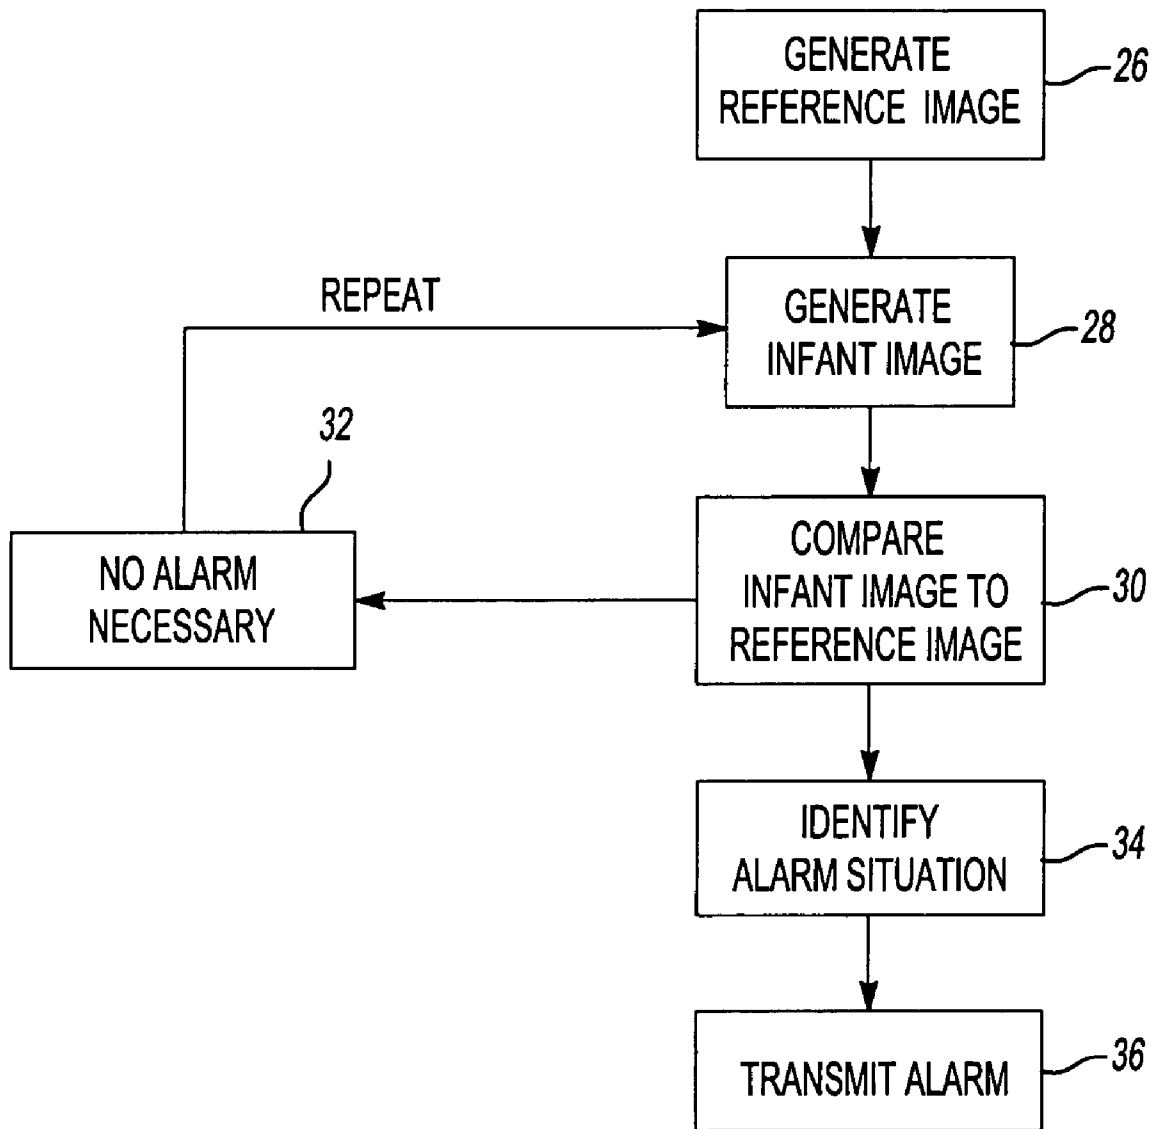 GENERATE
REFERENCE IMAGE
26
REPEAT
GENERATE
INFANT IMAGE
28
32
NO ALARM
NECESSARY
COMPARE
INFANT IMAGE TO
REFERENCE IMAGE
30
IDENTIFY
ALARM SITUATION
34
TRANSMIT ALARM
36